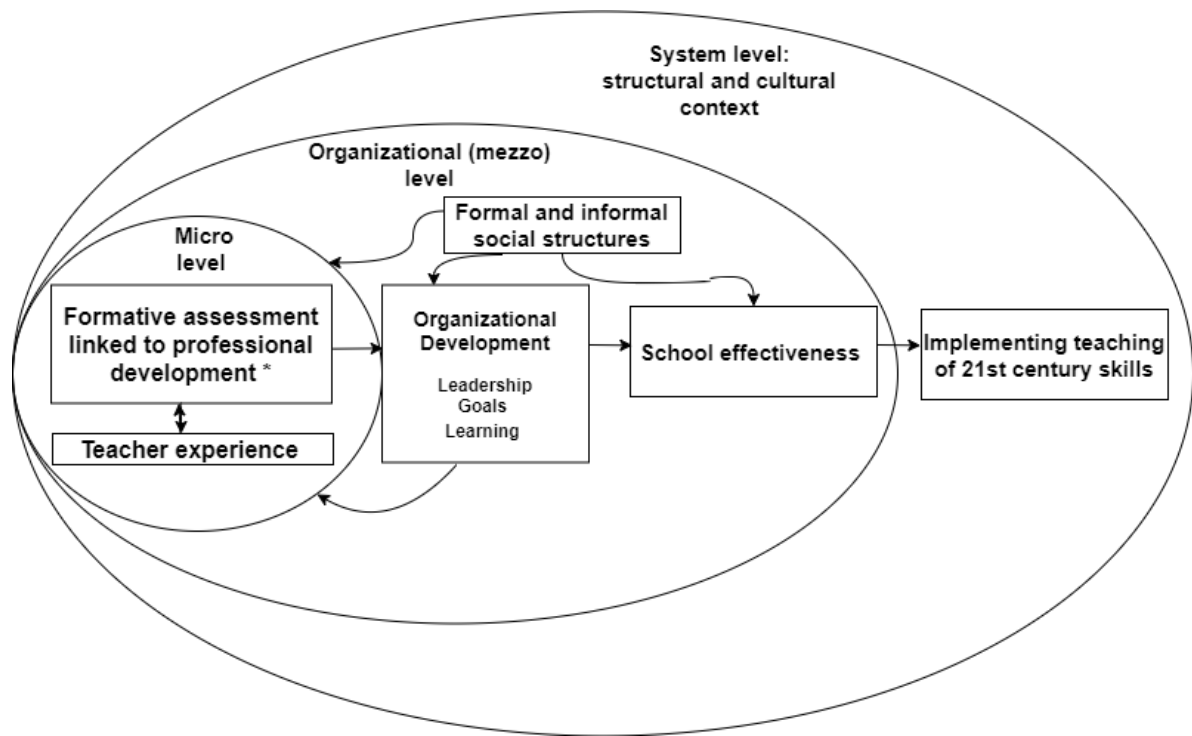 System level:
structural and cultural
context
Organizational (mezzo)
level
Formal and informal
social structures
Micro
level
Formative assessment
linked to professional
development *
Teacher experience
Organizational
Development
Leadership
Goals
Learning
School effectiveness
Implementing teaching
of 21st century skills